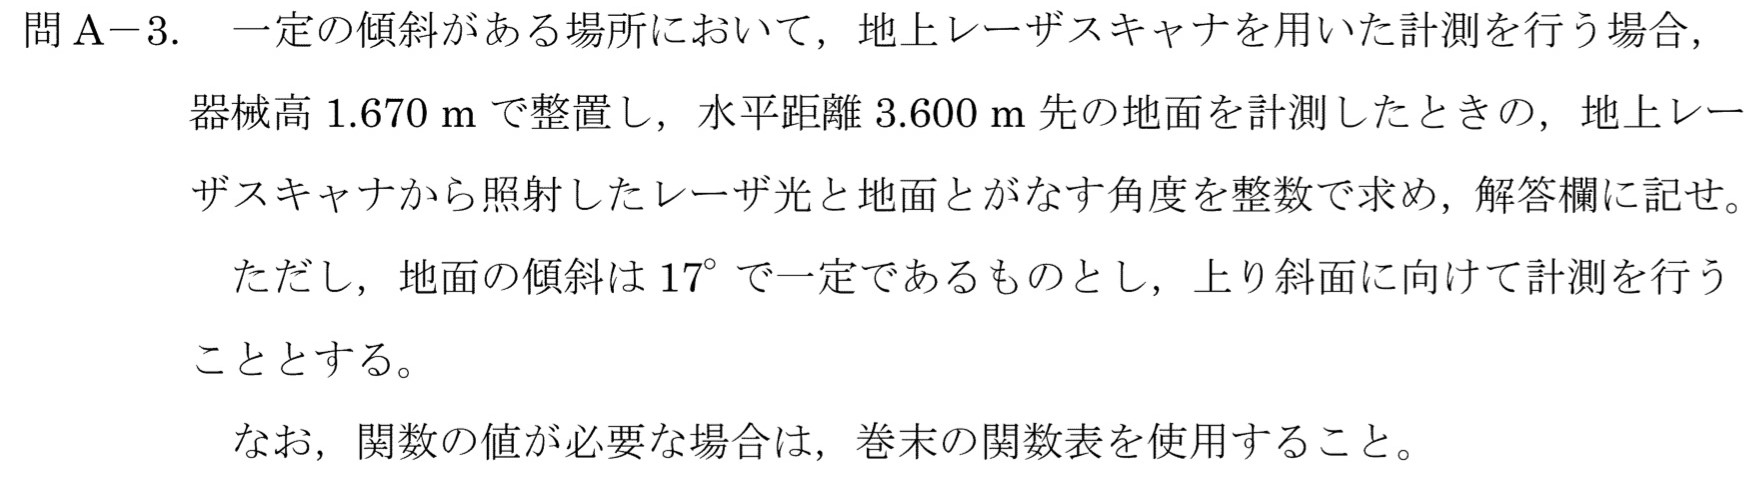 問A－3.　一定の傾斜がある場所において，地上レーザスキャナを用いた計測を行う場合，
器械高 1.670 m で整置し，水平距離 3.600 m 先の地面を計測したときの，地上レー
ザスキャナから照射したレーザ光と地面とがなす角度を整数で求め，解答欄に記せ。
ただし，地面の傾斜は 17° で一定であるものとし，上り斜面に向けて計測を行う
こととする。
なお，関数の値が必要な場合は，巻末の関数表を使用すること。